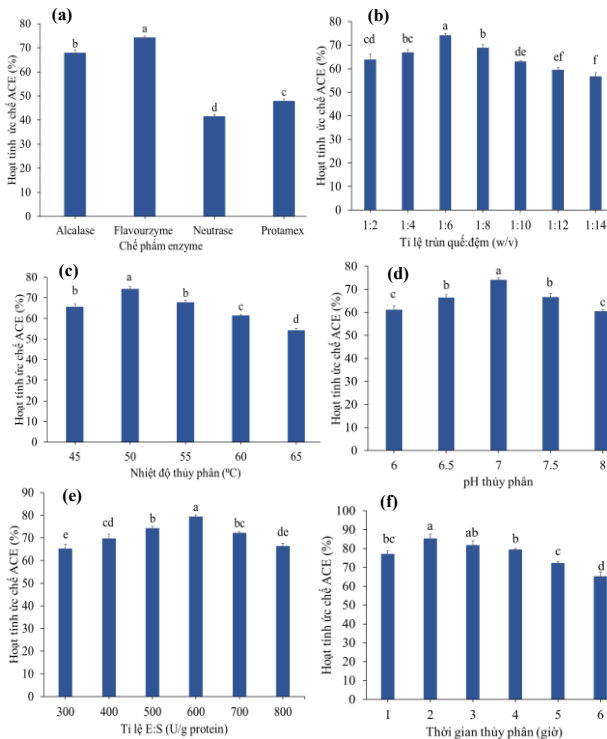 (a)
Hoạt tính ức chế ACE (%)
80
70
60
50
40
30
20
10
0
b
a
d
c
Alcalase Flavourzyme Neutrase Protamex
Chế phẩm enzyme
(b)
Hoạt tính ức chế ACE (%)
80
70
60
50
40
30
20
10
0
cd
bc
a
b
de
ef
f
1:2 1:4 1:6 1:8 1:10 1:12 1:14
Tỉ lệ trùn quế:đệm (w/v)
(c)
Hoạt tính ức chế ACE (%)
80
70
60
50
40
30
20
10
0
b
a
b
c
d
45 50 55 60 65
Nhiệt độ thủy phân (⁰C)
(d)
Hoạt tính ức chế ACE (%)
80
70
60
50
40
30
20
10
0
c
b
a
b
c
6 6.5 7 7.5 8
pH thủy phân
(e)
Hoạt tính ức chế ACE (%)
90
80
70
60
50
40
30
20
10
0
e
cd
b
a
bc
de
300 400 500 600 700 800
Tỉ lệ E:S (U/g protein)
(f)
Hoạt tính ức chế ACE (%)
100
90
80
70
60
50
40
30
20
10
0
bc
a
ab
b
c
d
1 2 3 4 5 6
Thời gian thủy phân (giờ)